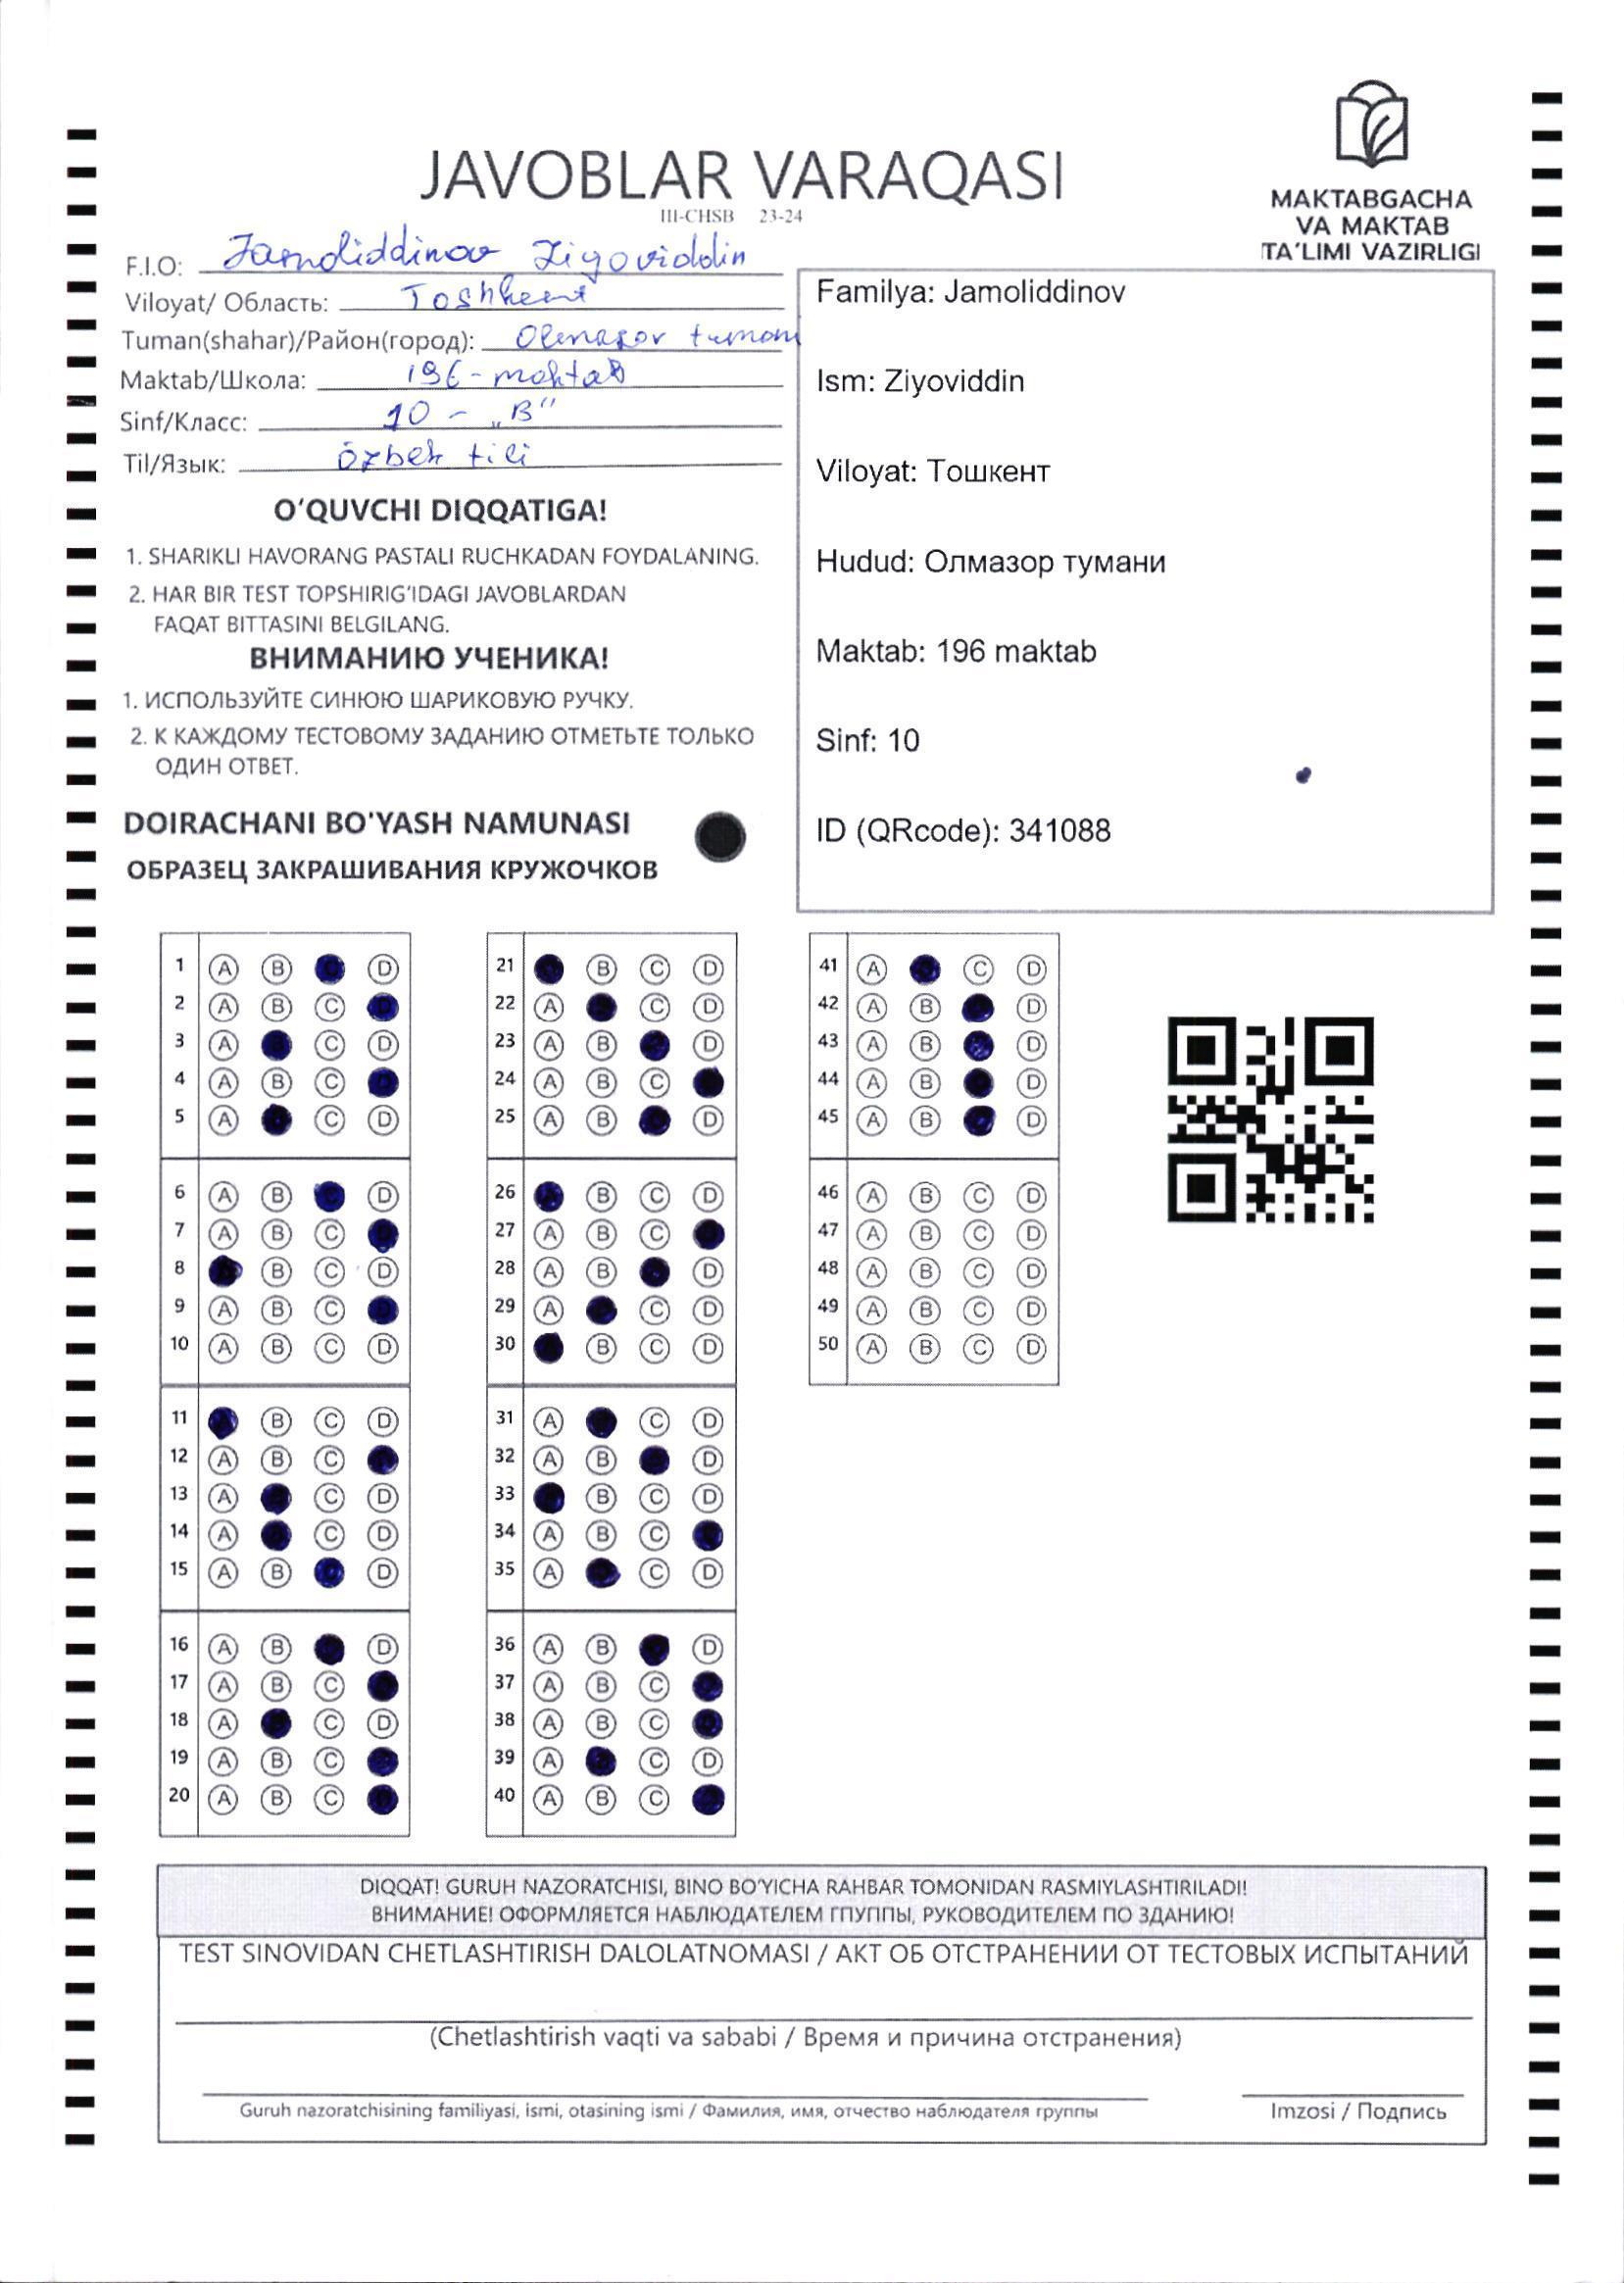 JAVOBLAR VARAQASI
III-CHSB 23-24
MAKTABGACHA
VA MAKTAB
TA'LIMI VAZIRLIGI
F.I.O: Jamoliddinov Ziyoviddin
Viloyat/ Область: Toshkent
Tuman(shahar)/Район(город): Olmazor tuman
Maktab/Школа: 196-maktab
Sinf/Класс: 10 - „B"
Til/Язык: özbek tili
O'QUVCHI DIQQATIGA!
1. SHARIKLI HAVORANG PASTALI RUCHKADAN FOYDALANING.
2. HAR BIR TEST TOPSHIRIG'IDAGI JAVOBLARDAN
FAQAT BITTASINI BELGILANG.
ВНИМАНИЮ УЧЕНИКА!
1. ИСПОЛЬЗУЙТЕ СИНЮЮ ШАРИКОВУЮ РУЧКУ.
2. К КАЖДОМУ ТЕСТОВОМУ ЗАДАНИЮ ОТМЕТЬТЕ ТОЛЬКО
ОДИН ОТВЕТ.
DOIRACHANI BO'YASH NAMUNASI
ОБРАЗЕЦ ЗАКРАШИВАНИЯ КРУЖОЧКОВ
Familya: Jamoliddinov
Ism: Ziyoviddin
Viloyat: Тошкент
Hudud: Олмазор тумани
Maktab: 196 maktab
Sinf: 10
ID (QRcode): 341088
1 A B D
2 A B C
3 A C D
4 A B C
5 A C D
6 A B D
7 A B C
8 B C D
9 A B C
10 A B C D
11 B C D
12 A B C
13 A C D
14 A C D
15 A B D
16 A B D
17 A B C
18 A C D
19 A B C
20 A B C
21 B C D
22 A C D
23 A B D
24 A B C
25 A B D
26 B C D
27 A B C
28 A B D
29 A C D
30 B C D
31 A C D
32 A B D
33 B C D
34 A B C
35 A C D
36 A B D
37 A B C
38 A B C
39 A C D
40 A B C
41 A C D
42 A B D
43 A B D
44 A B D
45 A B D
46 A B C D
47 A B C D
48 A B C D
49 A B C D
50 A B C D
DIQQAT! GURUH NAZORATCHISI, BINO BO'YICHA RAHBAR TOMONIDAN RASMIYLASHTIRILADI!
ВНИМАНИЕ! ОФОРМЛЯЕТСЯ НАБЛЮДАТЕЛЕМ ГПУППЫ, РУКОВОДИТЕЛЕМ ПО ЗДАНИЮ!
TEST SINOVIDAN CHETLASHTIRISH DALOLATNOMASI / АКТ ОБ ОТСТРАНЕНИИ ОТ ТЕСТОВЫХ ИСПЫТАНИЙ
(Chetlashtirish vaqti va sababi / Время и причина отстранения)
Guruh nazoratchisining familiyasi, ismi, otasining ismi / Фамилия, имя, отчество наблюдателя группы
Imzosi / Подпись